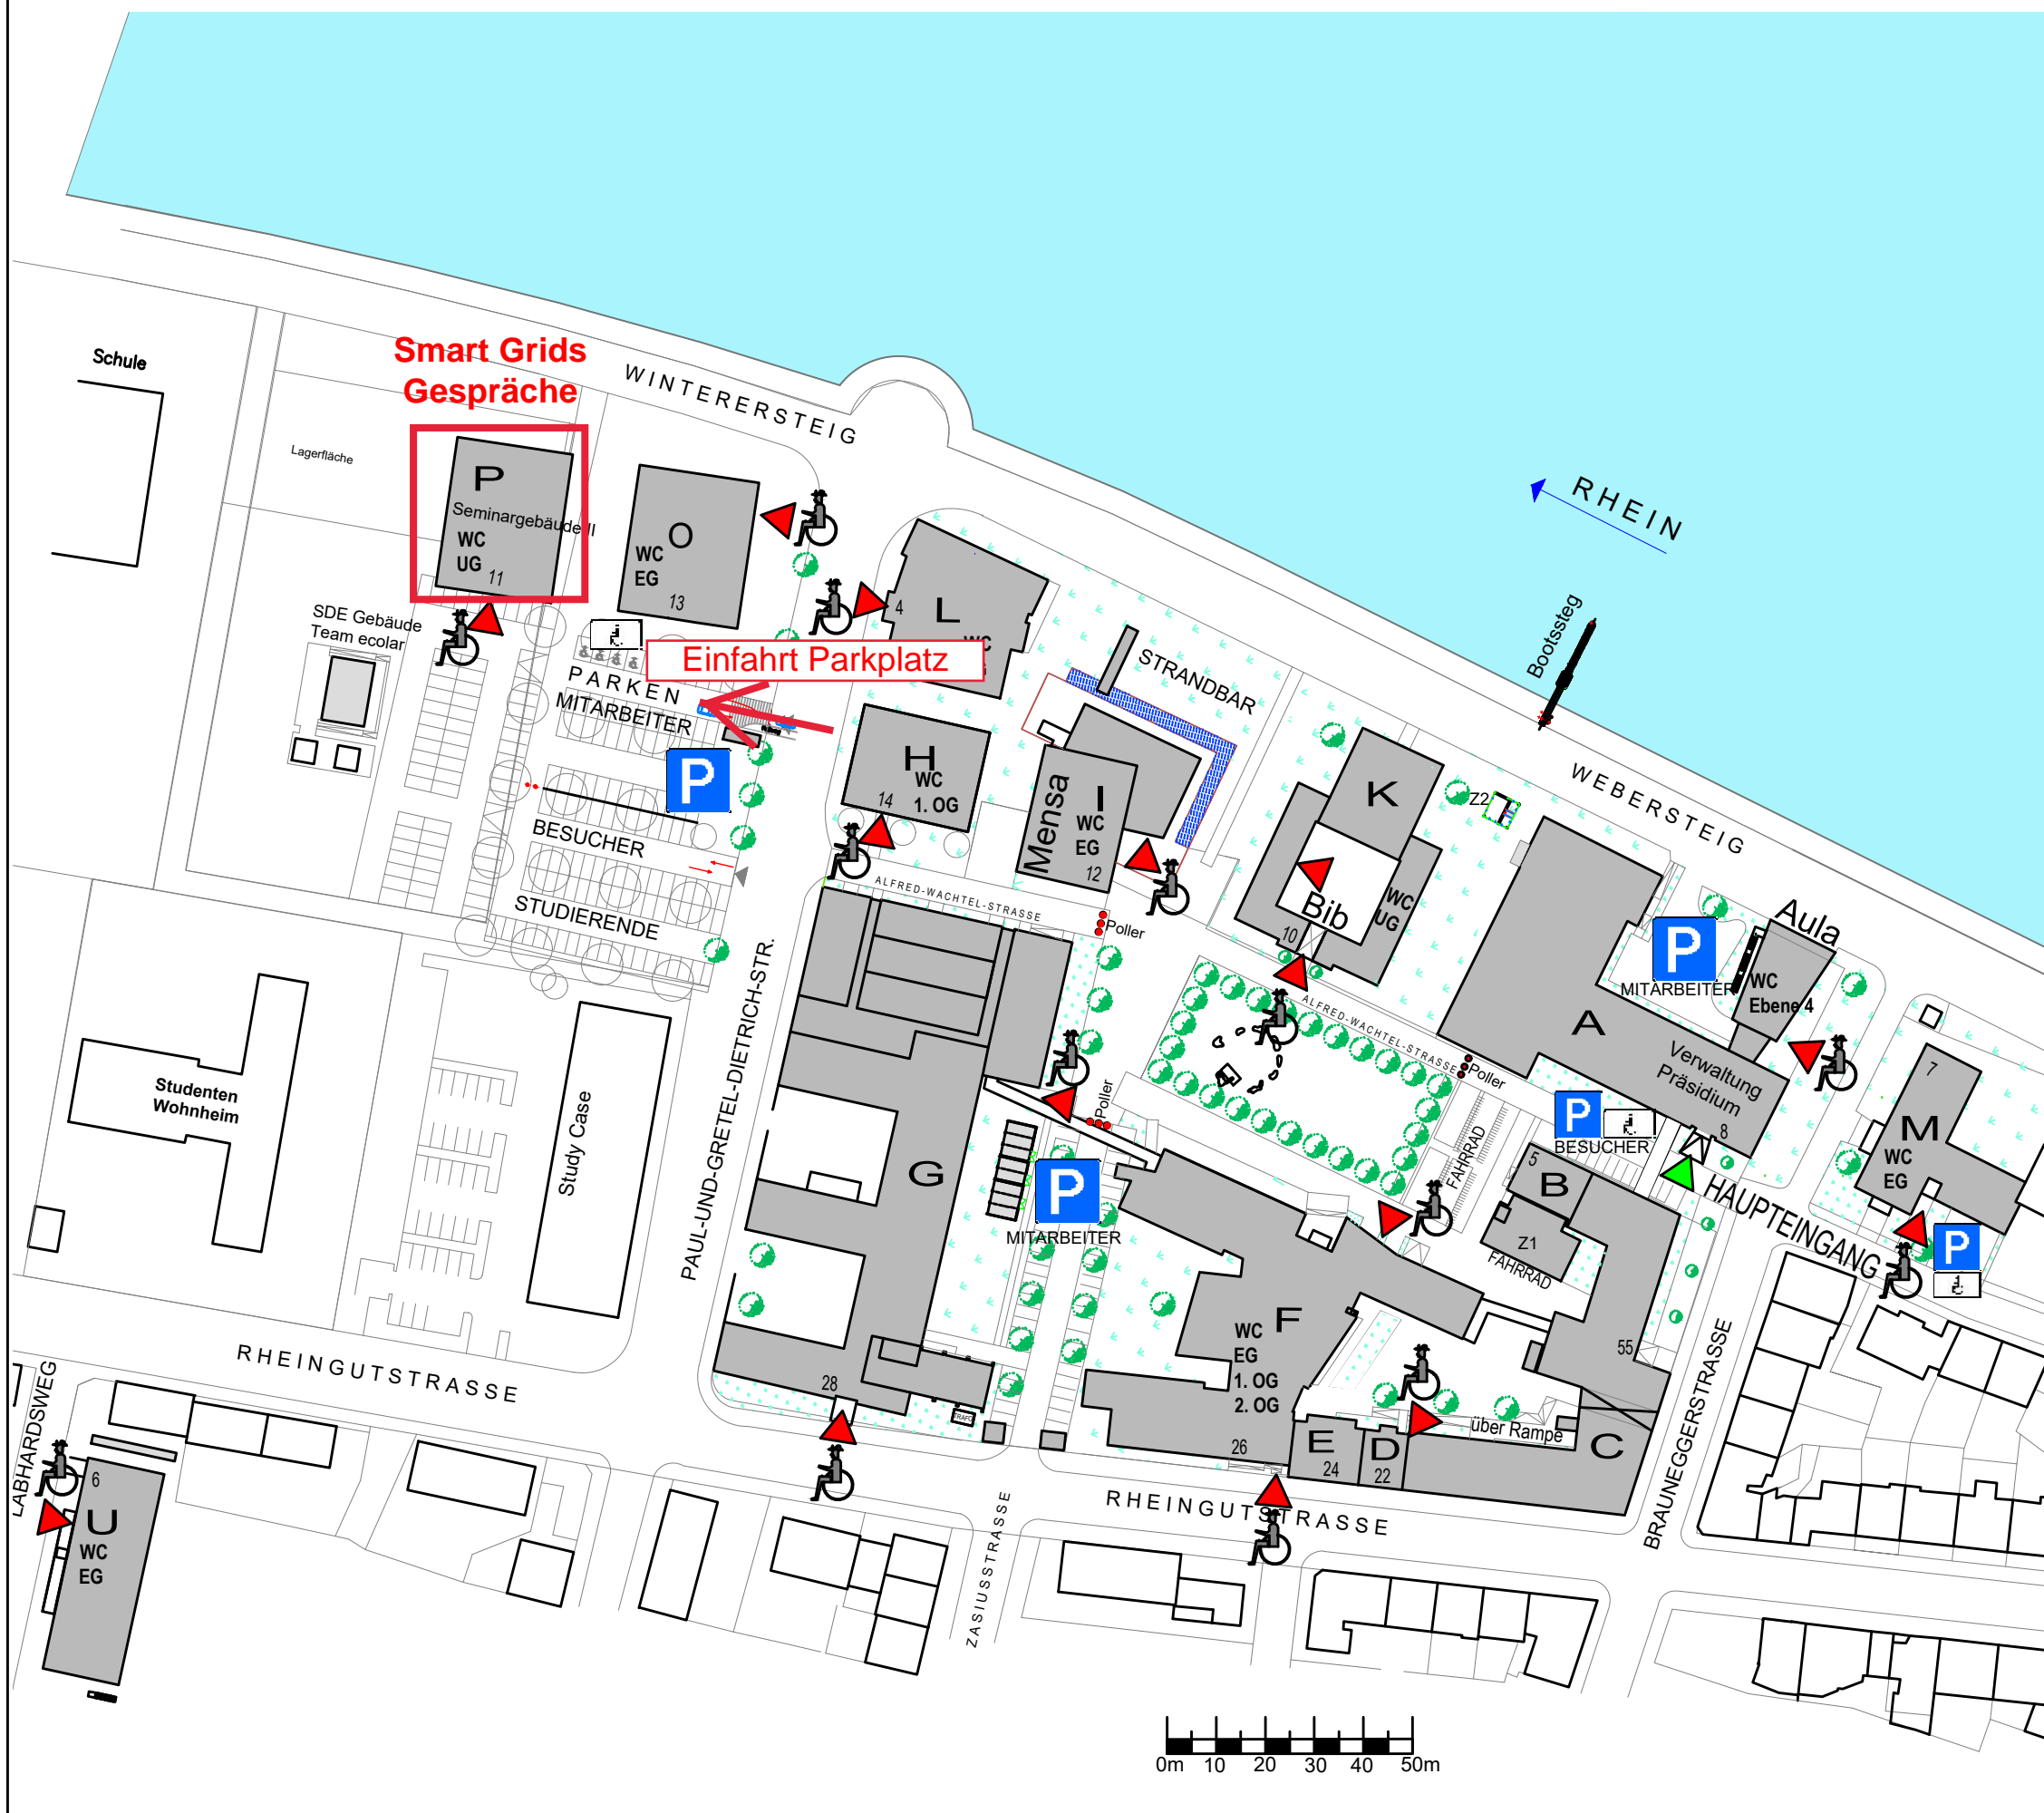 Schule
Smart Grids
Gespräche
WINTERERSTEIG
Lagerfläche
P
Seminargebäude II
WC
UG
11
O
WC
EG
13
RHEIN
Bootssteg
SDE Gebäude
Team ecolar
4
L
WC
Einfahrt Parkplatz
PARKEN
MITARBEITER
P
STRANDBAR
H
WC
1. OG
14
Mensa
I
WC
EG
12
K
Z2
WEBERSTEIG
BESUCHER
STUDIERENDE
ALFRED-WACHTEL-STRASSE
Poller
Bib
WC
UG
10
Aula
P
MITARBEITER
WC
Ebene 4
A
Verwaltung
Präsidium
8
ALFRED-WACHTEL-STRASSE
Poller
PAUL-UND-GRETEL-DIETRICH-STR.
Studenten
Wohnheim
Study Case
G
Poller
P
MITARBEITER
FAHRRAD
P
BESUCHER
5
B
Z1
FAHRRAD
HAUPTEINGANG
7
M
WC
EG
P
F
WC
EG
1. OG
2. OG
55
BRAUNEGGERSTRASSE
RHEINGUTSTRASSE
LABHARDSWEG
28
TRAFO
26
E
24
D
22
über Rampe
C
6
U
WC
EG
ZASIUSSTRASSE
RHEINGUTSTRASSE
0m 10 20 30 40 50m